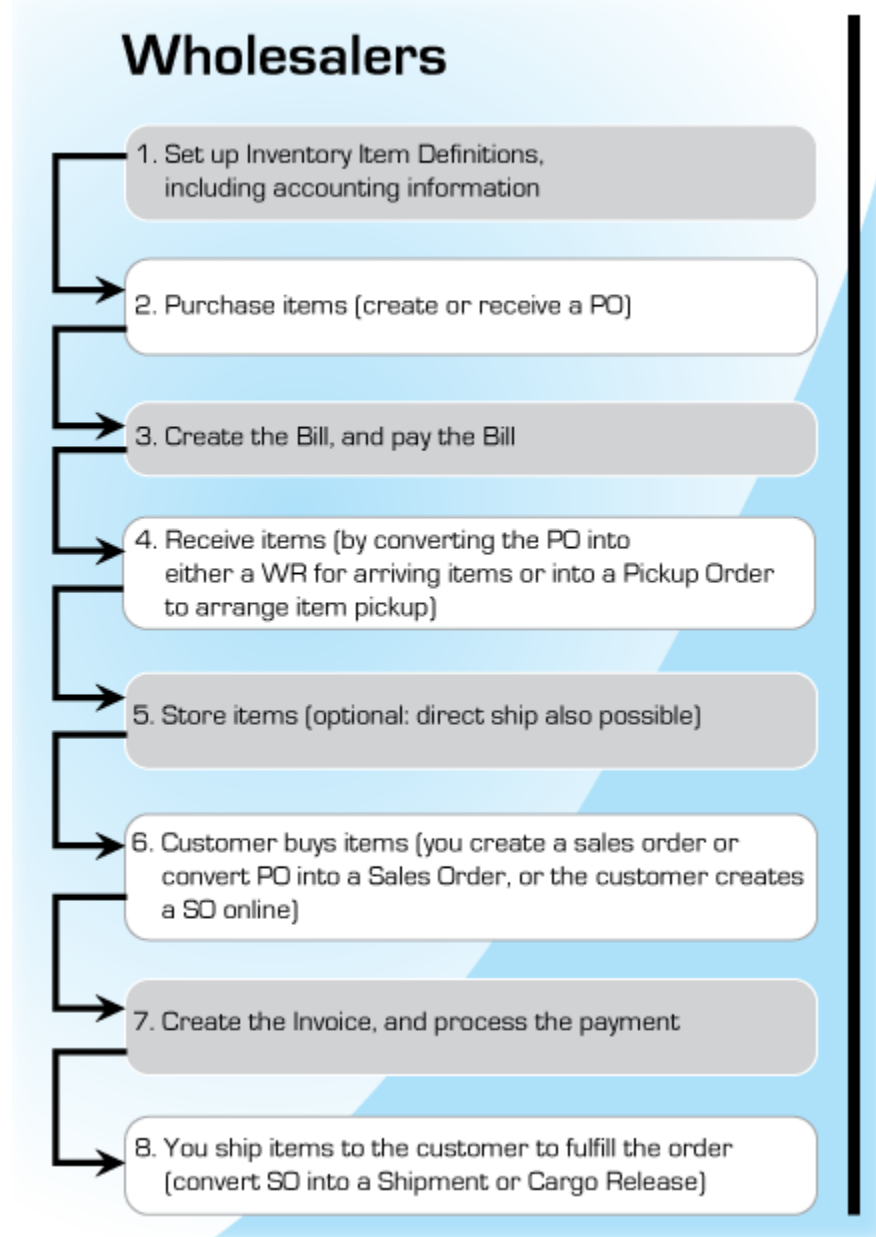 Wholesalers
1. Set up Inventory Item Definitions,
including accounting information
2. Purchase items (create or receive a PO)
3. Create the Bill, and pay the Bill
4. Receive items (by converting the PO into
either a WR for arriving items or into a Pickup Order
to arrange item pickup)
5. Store items (optional: direct ship also possible)
6. Customer buys items (you create a sales order or
convert PO into a Sales Order, or the customer creates
a SO online)
7. Create the Invoice, and process the payment
8. You ship items to the customer to fulfill the order
(convert SO into a Shipment or Cargo Release)